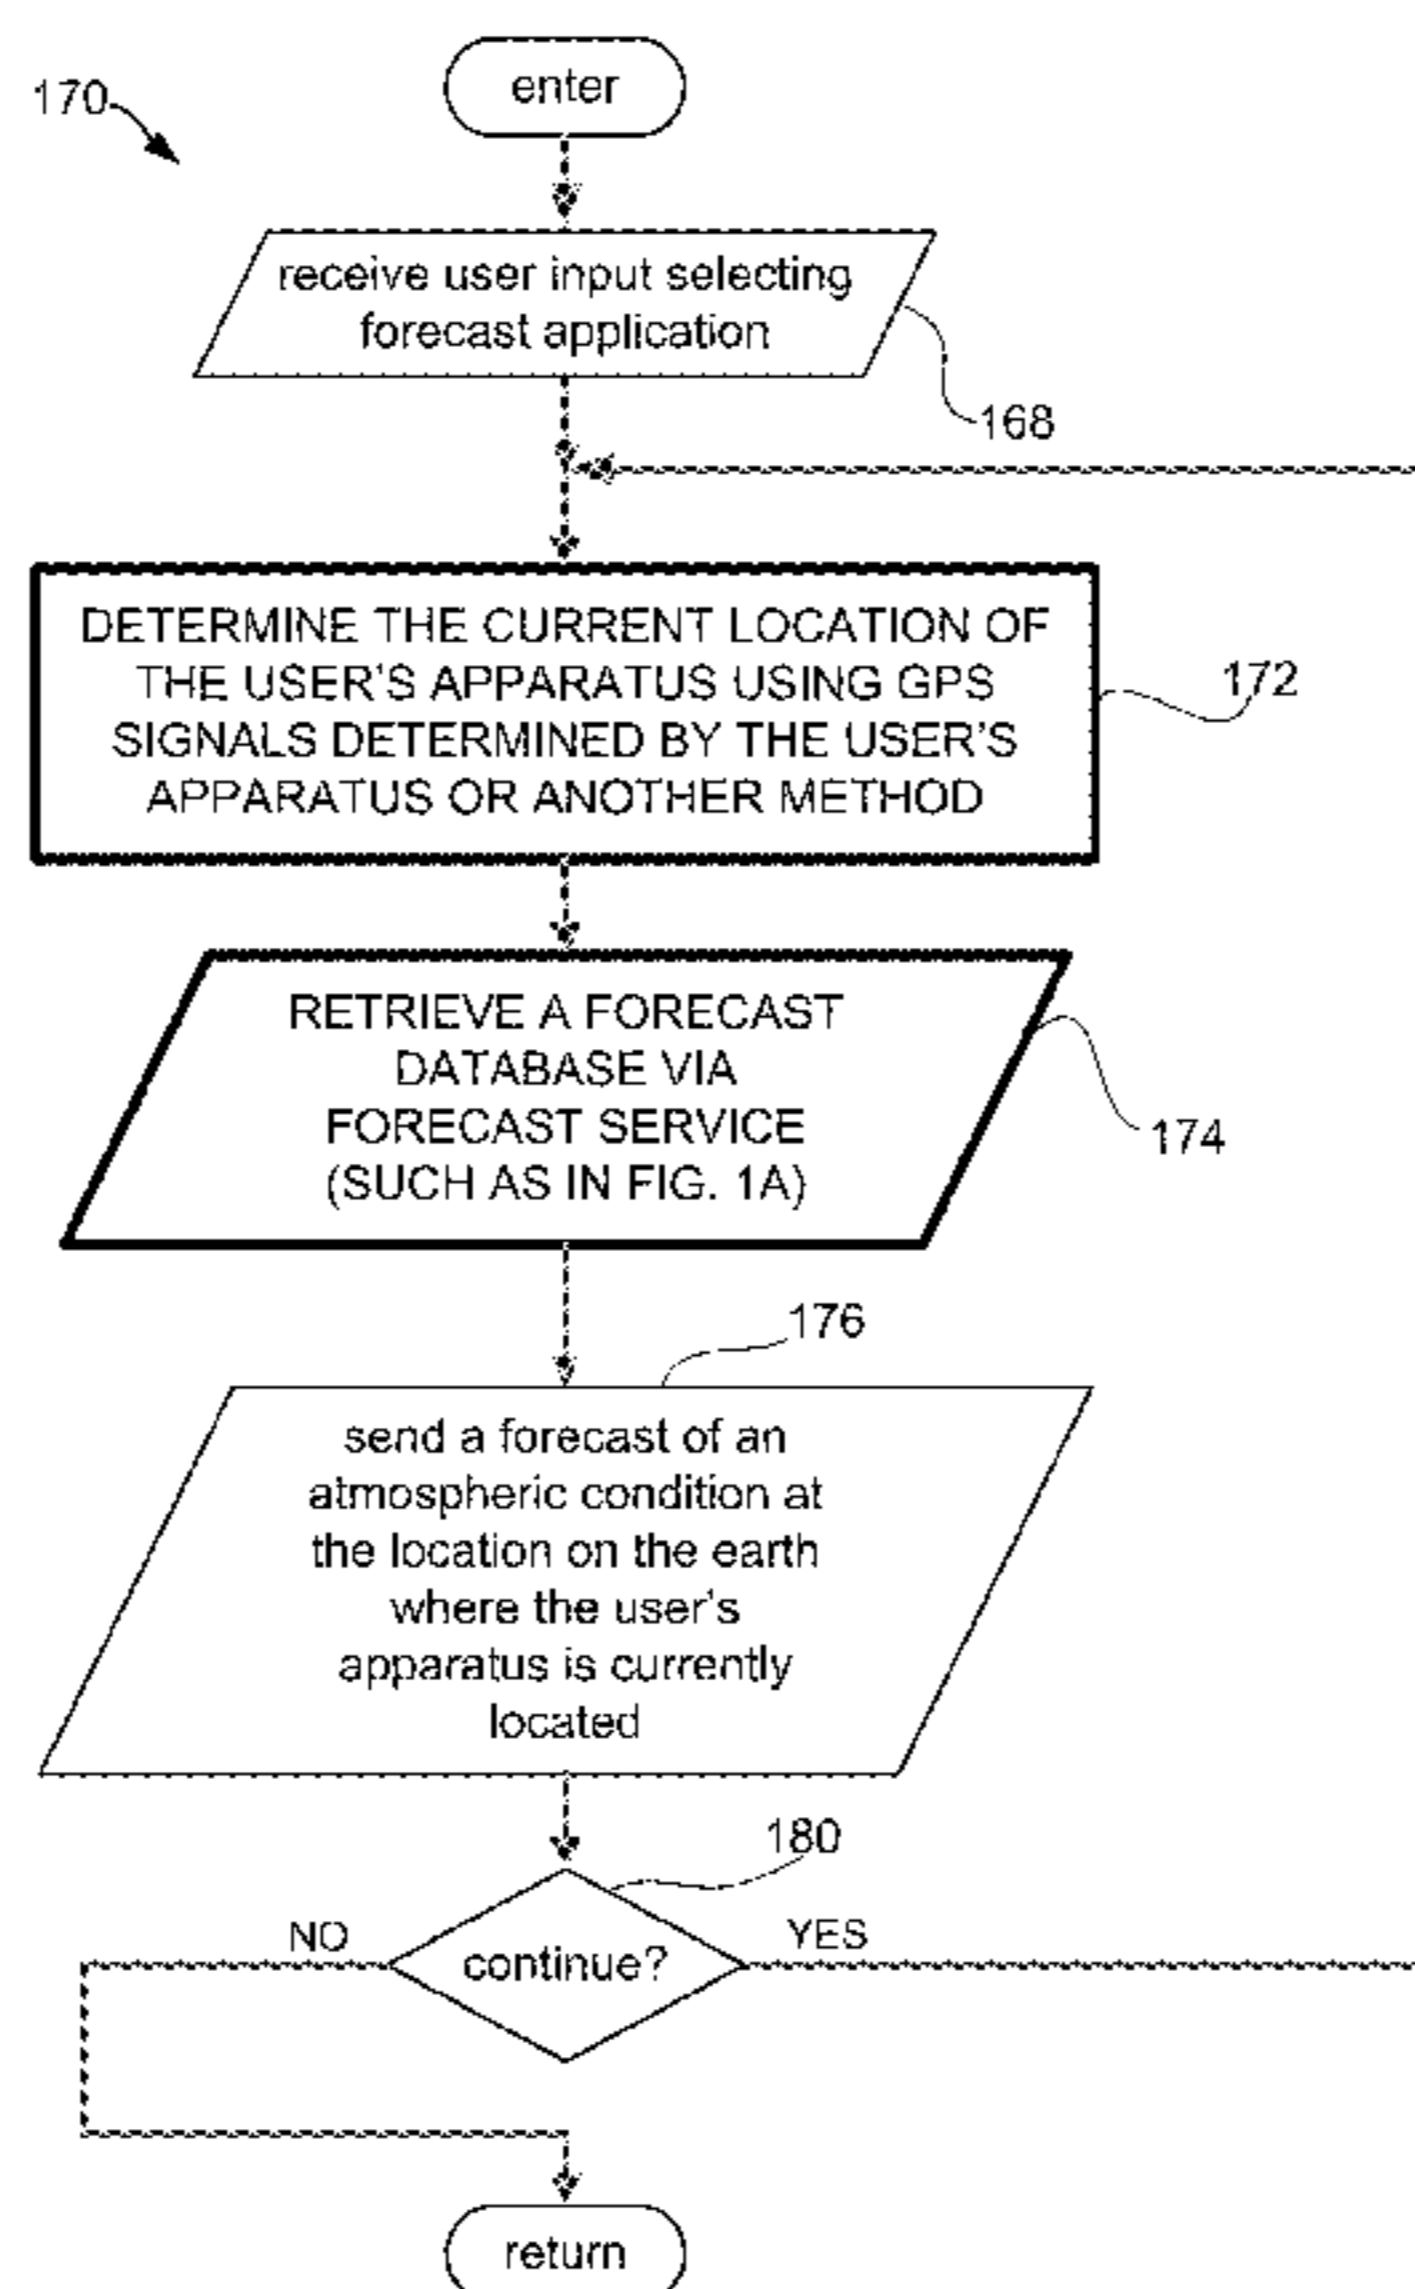 enter
170
receive user input selecting
forecast application
168
DETERMINE THE CURRENT LOCATION OF
THE USER'S APPARATUS USING GPS
SIGNALS DETERMINED BY THE USER'S
APPARATUS OR ANOTHER METHOD
172
RETRIEVE A FORECAST
DATABASE VIA
FORECAST SERVICE
(SUCH AS IN FIG. 1A)
174
176
send a forecast of an
atmospheric condition at
the location on the earth
where the user's
apparatus is currently
located
180
NO
YES
continue?
return